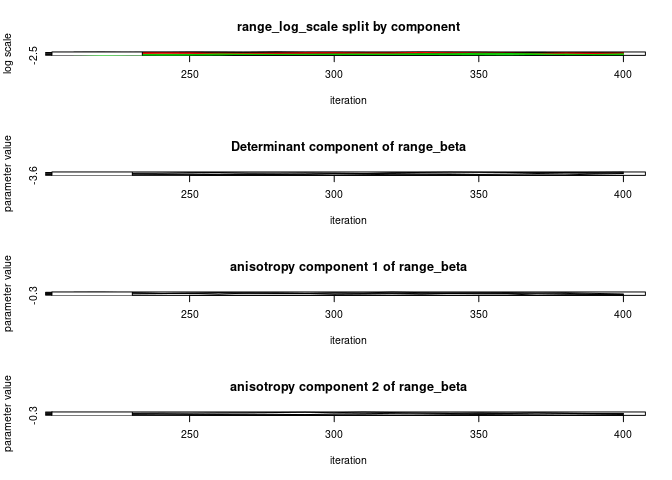 range_log_scale split by component
log scale
-2.5
250 300 350 400
iteration
Determinant component of range_beta
parameter value
-3.6
250 300 350 400
iteration
anisotropy component 1 of range_beta
parameter value
-0.3
250 300 350 400
iteration
anisotropy component 2 of range_beta
parameter value
-0.3
250 300 350 400
iteration